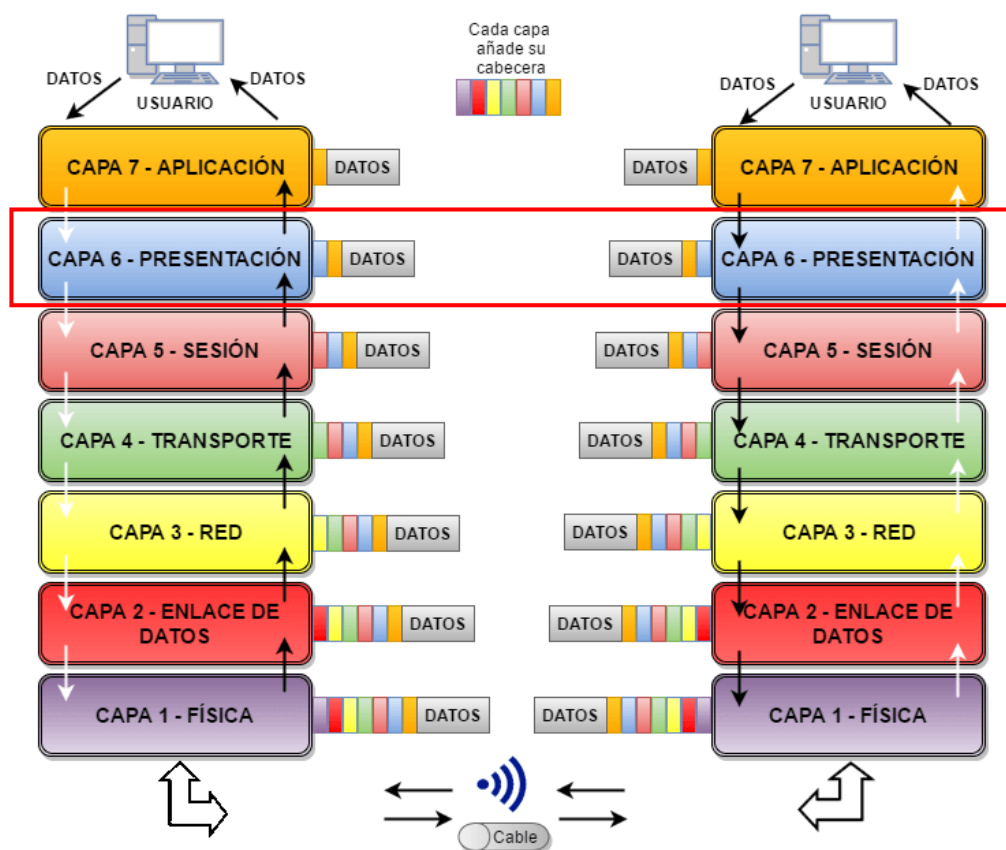 Cada capa
añade su
cabecera
DATOS
DATOS
USUARIO
DATOS
DATOS
USUARIO
CAPA 7 - APLICACIÓN
DATOS
DATOS
CAPA 7 - APLICACIÓN
CAPA 6 - PRESENTACIÓN
DATOS
DATOS
CAPA 6 - PRESENTACIÓN
CAPA 5 - SESIÓN
DATOS
DATOS
CAPA 5 - SESIÓN
CAPA 4 - TRANSPORTE
DATOS
DATOS
CAPA 4 - TRANSPORTE
CAPA 3 - RED
DATOS
DATOS
CAPA 3 - RED
CAPA 2 - ENLACE DE
DATOS
DATOS
DATOS
CAPA 2 - ENLACE DE
DATOS
CAPA 1 - FÍSICA
DATOS
DATOS
CAPA 1 - FÍSICA
Cable